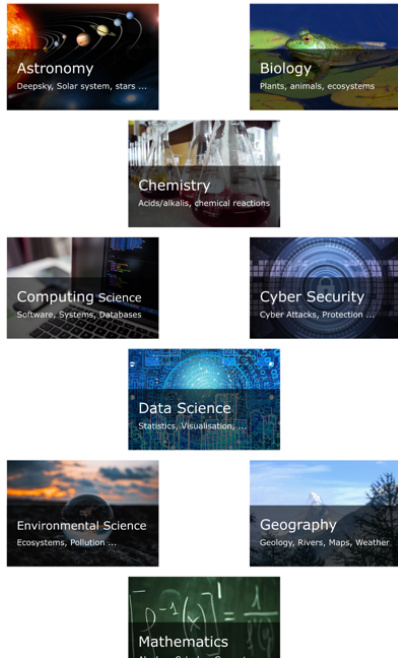 Astronomy
Deepsky, Solar system, stars ...
Biology
Plants, animals, ecosystems
Chemistry
Acids/alkalis, chemical reactions
Computing Science
Software, Systems, Databases
Cyber Security
Cyber Attacks, Protection ...
Data Science
Statistics, Visualisation, ...
Environmental Science
Ecosystems, Pollution ...
Geography
Geology, Rivers, Maps, Weather
Mathematics